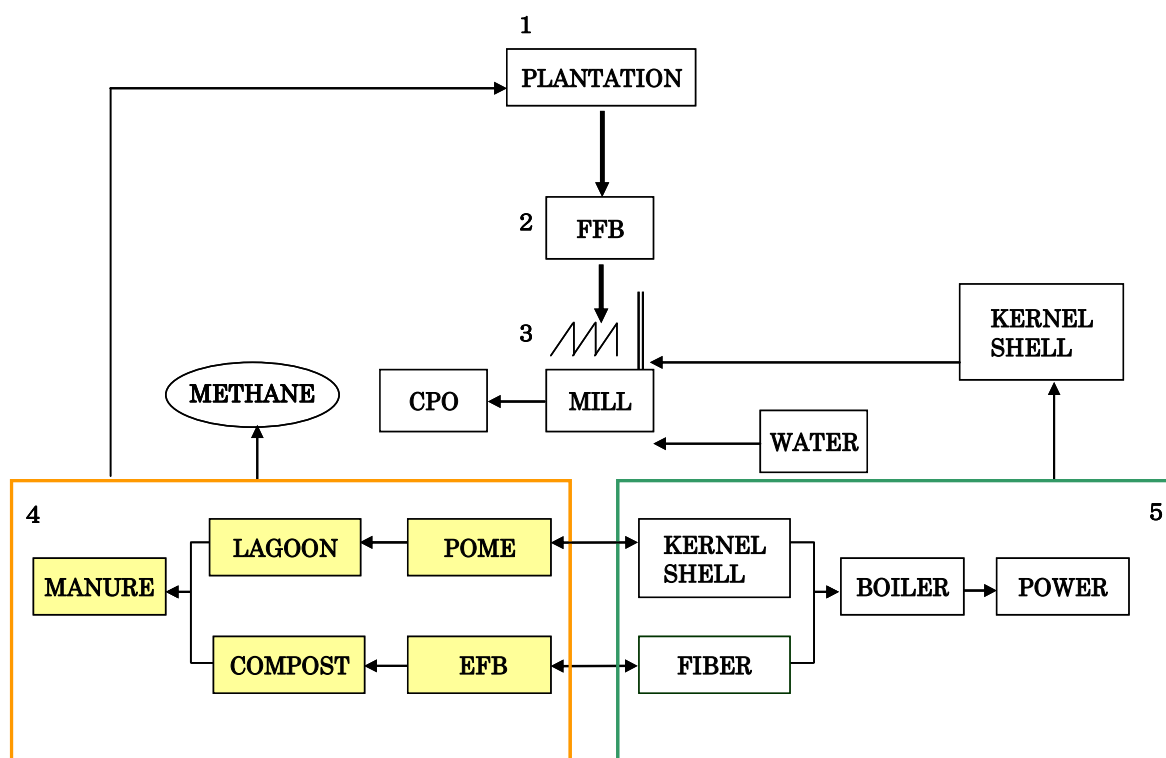 1
PLANTATION
2
FFB
3
KERNEL
SHELL
METHANE
CPO
MILL
WATER
4
5
LAGOON
POME
KERNEL
SHELL
MANURE
BOILER
POWER
COMPOST
EFB
FIBER